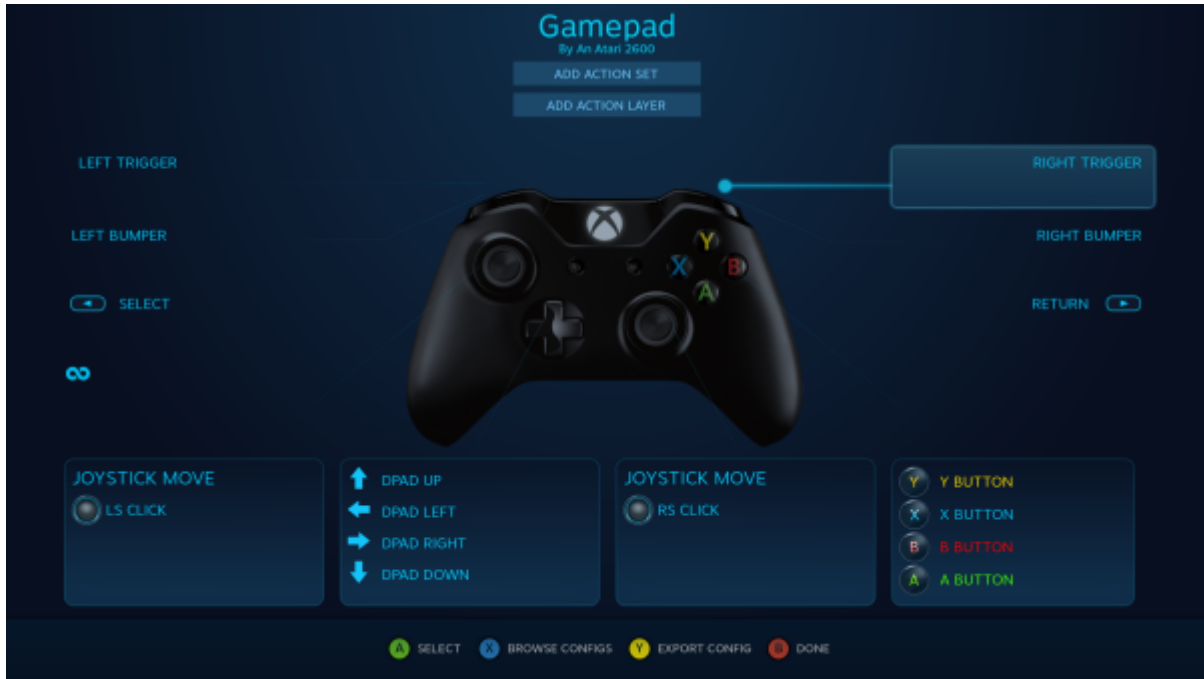 Gamepad
By An Atari 2600
ADD ACTION SET
ADD ACTION LAYER
LEFT TRIGGER
RIGHT TRIGGER
LEFT BUMPER
RIGHT BUMPER
SELECT
RETURN
Y
X
B
A
JOYSTICK MOVE
LS CLICK
DPAD UP
DPAD LEFT
DPAD RIGHT
DPAD DOWN
JOYSTICK MOVE
RS CLICK
Y Y BUTTON
X X BUTTON
B B BUTTON
A A BUTTON
A SELECT X BROWSE CONFIGS Y EXPORT CONFIG B DONE